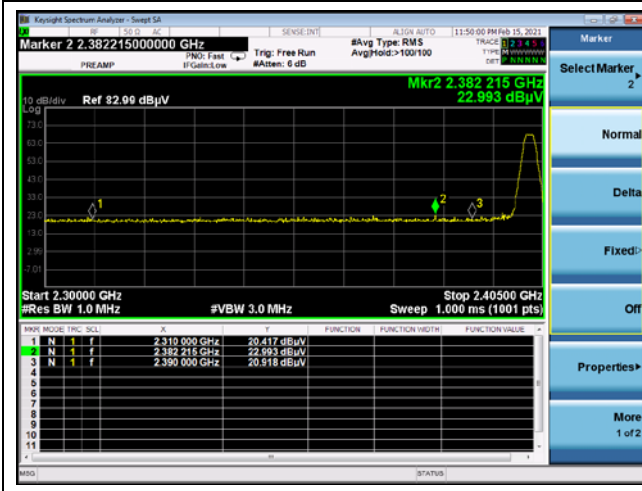 Keysight Spectrum Analyzer - Swept SA
RF 50 Ω AC SENSE:INT ALIGN AUTO 11:50:00 PM Feb 15, 2021
Marker 2 2.382215000000 GHz
PREAMP
PNO: Fast
IFGain:Low
Trig: Free Run
#Atten: 6 dB
#Avg Type: RMS
Avg|Hold:>100/100
TRACE 1 2 3 4 5 6
TYPE M
DET P N N N N N
Mkr2 2.382 215 GHz
22.993 dBµV
10 dB/div Ref 82.99 dBµV
Log
73.0
63.0
53.0
43.0
33.0
23.0
13.0
2.99
-7.01
1
2
3
Start 2.30000 GHz
Stop 2.40500 GHz
#Res BW 1.0 MHz
#VBW 3.0 MHz
Sweep 1.000 ms (1001 pts)
MKR MODE TRC SCL X Y FUNCTION FUNCTION WIDTH FUNCTION VALUE
1 N 1 f 2.310 000 GHz 20.417 dBµV
2 N 1 f 2.382 215 GHz 22.993 dBµV
3 N 1 f 2.390 000 GHz 20.918 dBµV
4
5
6
7
8
9
10
11
MSG
STATUS
Marker
Select Marker
2
Normal
Delta
Fixed
Off
Properties
More
1 of 2